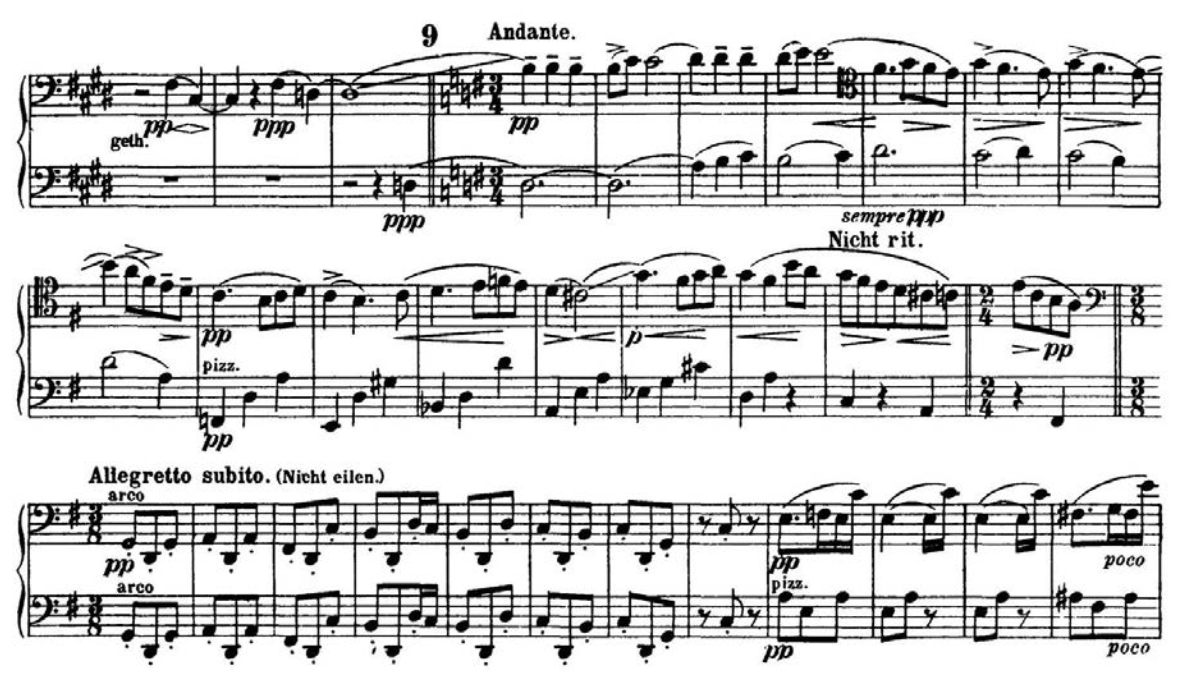 9 Andante.
pp ppp pp
geth.
ppp sempre ppp
Nicht rit.
pp p pp
pizz.
pp
Allegretto subito. (Nicht eilen.)
arco
pp pp poco
arco pizz.
pp poco